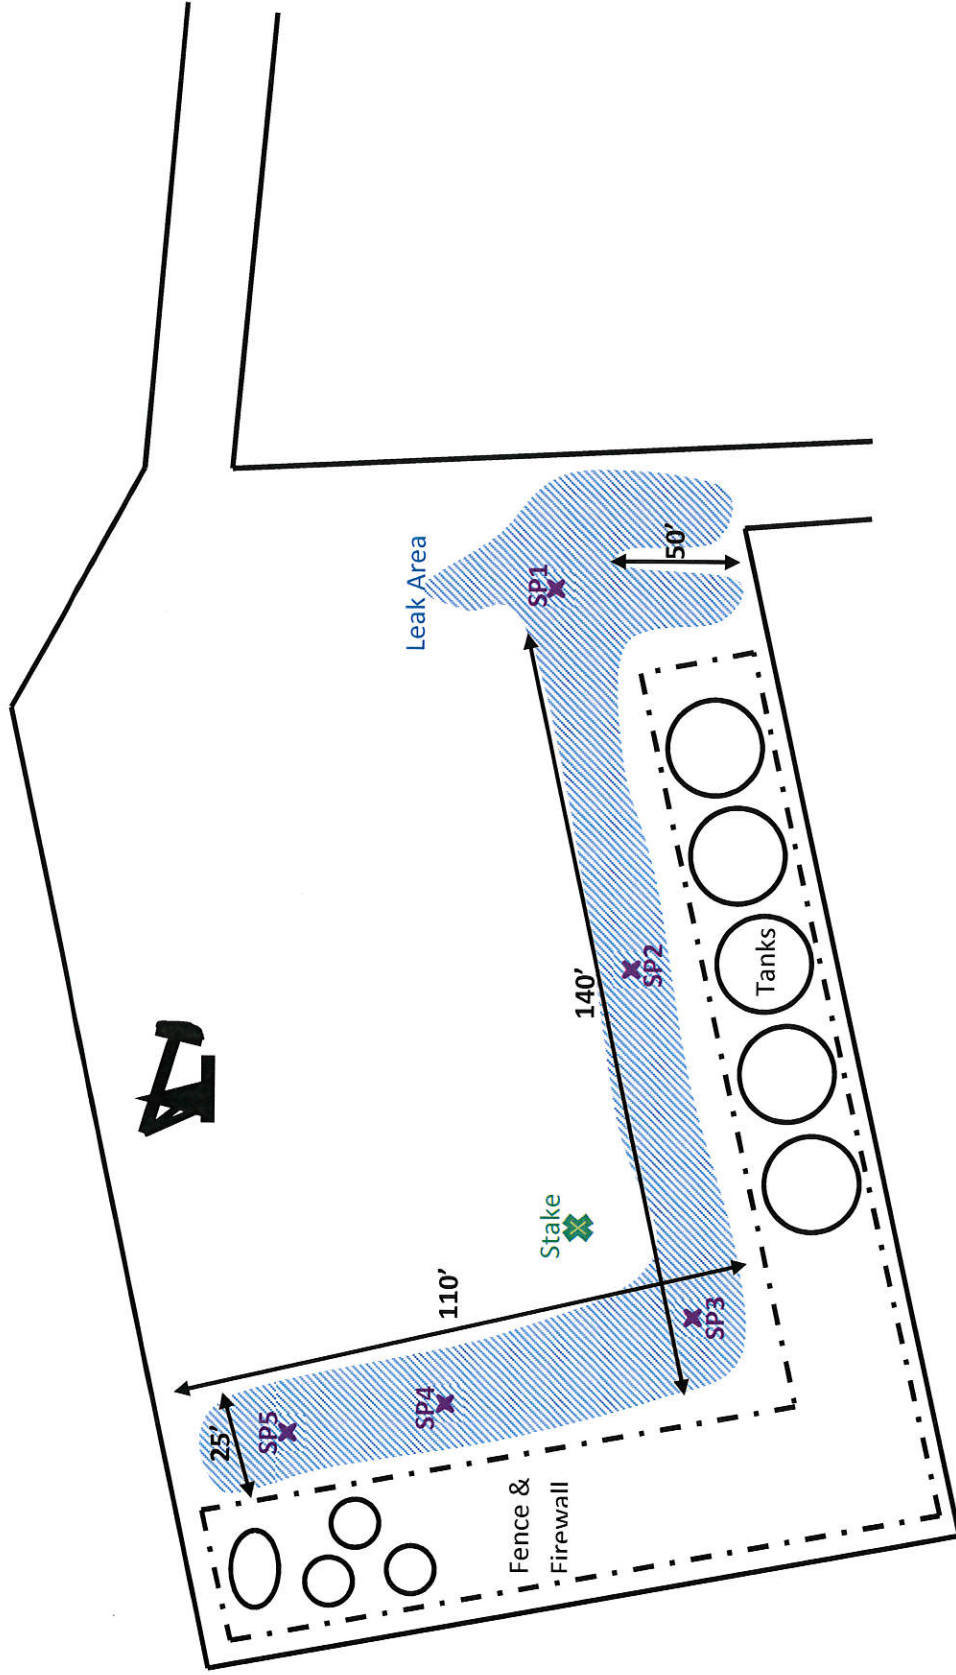 Leak Area
SP1
50'
140'
SP2
Tanks
Stake
110'
SP3
SP4
SP5
25'
Fence &
Firewall